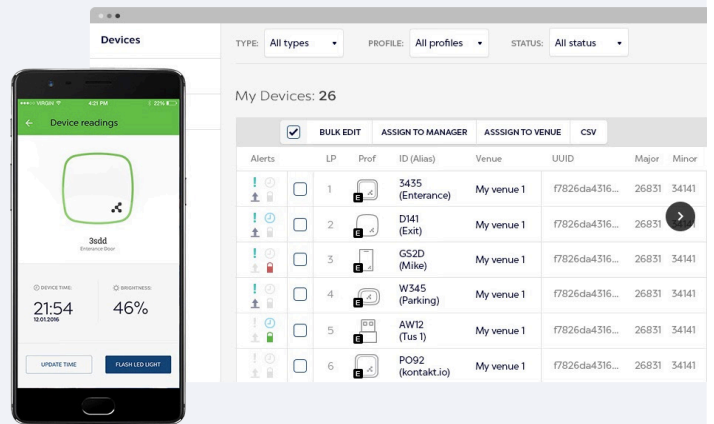 Devices
TYPE: All types PROFILE: All profiles STATUS: All status
My Devices: 26
BULK EDIT ASSIGN TO MANAGER ASSSIGN TO VENUE CSV
Alerts LP Prof ID (Alias) Venue UUID Major Minor
1 E 3435 (Enterance) My venue 1 f7826da4316... 26831 34141
2 E D141 (Exit) My venue 1 f7826da4316... 26831 34141
3 E GS2D (Mike) My venue 1 f7826da4316... 26831 34141
4 E W345 (Parking) My venue 1 f7826da4316... 26831 34141
5 E AW12 (Tus 1) My venue 1 f7826da4316... 26831 34141
6 E PO92 (kontakt.io) My venue 1 f7826da4316... 26831 34141
VIRGIN 4:21 PM 22%
Device readings
3sdd
Enterance Door
DEVICE TIME: BRIGHTNESS:
21:54 46%
12.01.2016
UPDATE TIME FLASH LED LIGHT